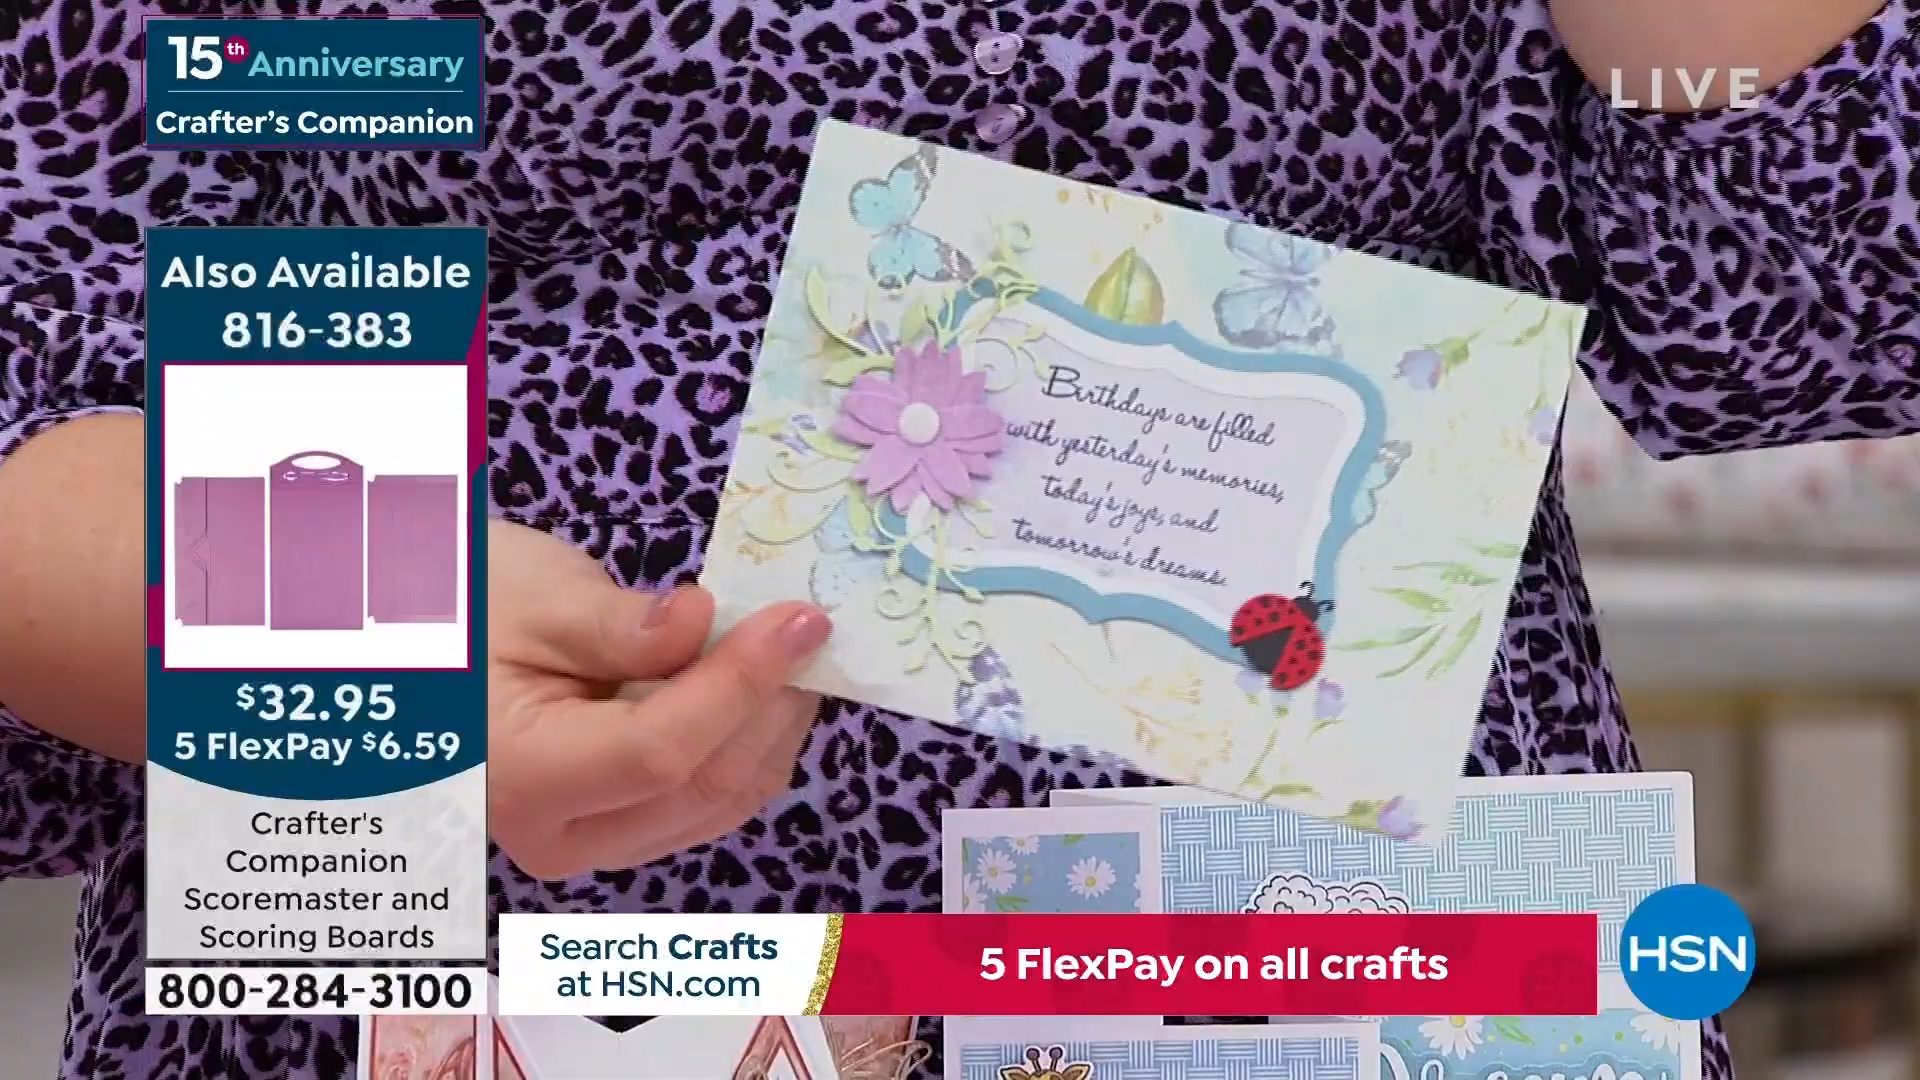 15th Anniversary
Crafter's Companion
LIVE
Also Available
816-383
$32.95
5 FlexPay $6.59
Crafter's
Companion
Scoremaster and
Scoring Boards
800-284-3100
Birthdays are filled
with yesterday's memories,
today's joys, and
tomorrow's dreams.
Search Crafts
at HSN.com
5 FlexPay on all crafts
HSN